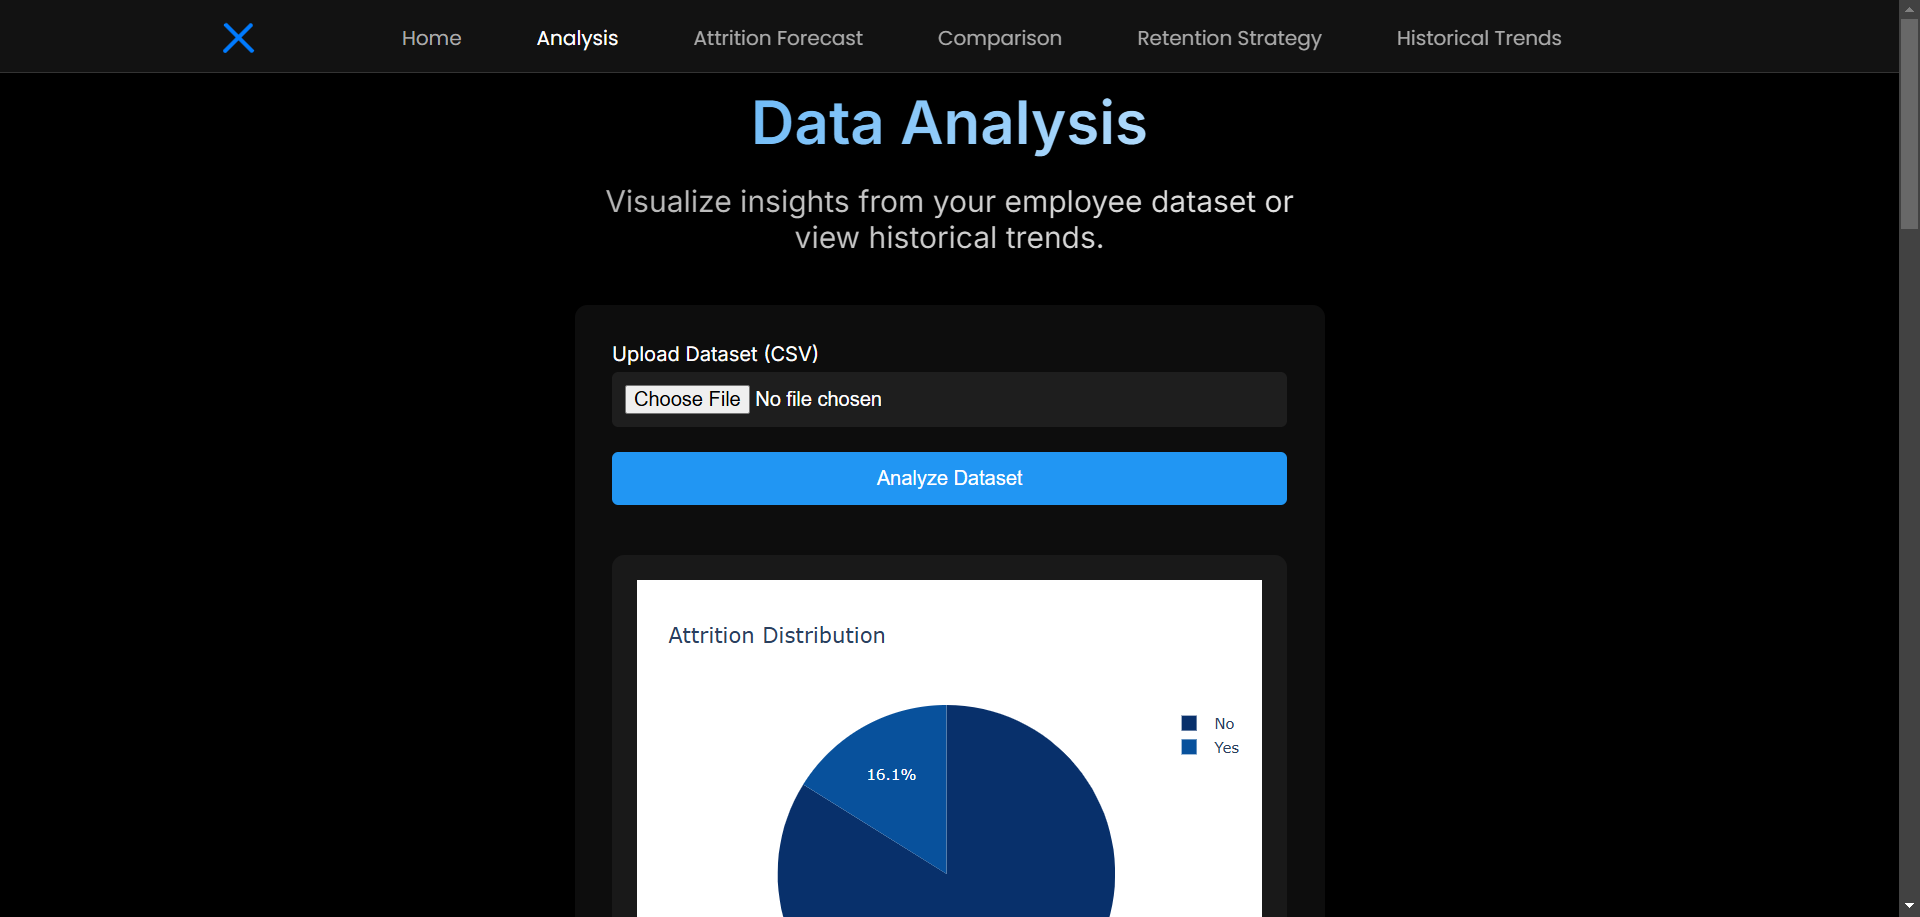 Home Analysis Attrition Forecast Comparison Retention Strategy Historical Trends
Data Analysis
Visualize insights from your employee dataset or
view historical trends.
Upload Dataset (CSV)
Choose File No file chosen
Analyze Dataset
Attrition Distribution
No
Yes
16.1%